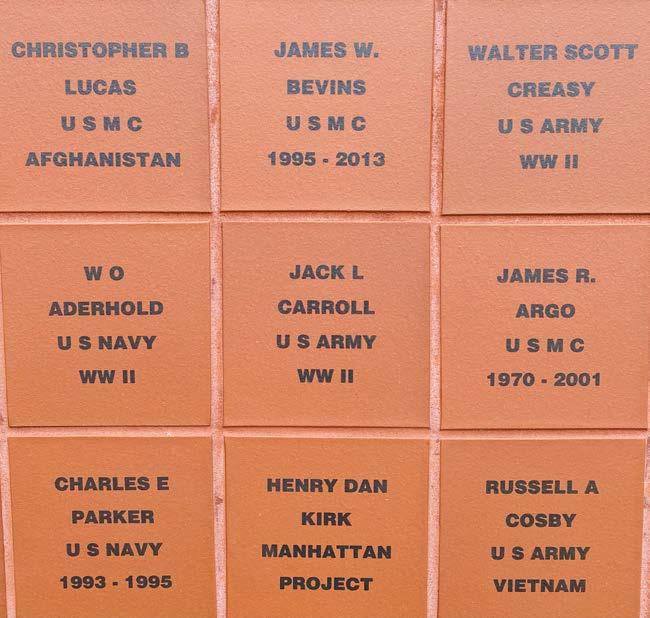 CHRISTOPHER B
LUCAS
U S M C
AFGHANISTAN
JAMES W.
BEVINS
U S M C
1995 - 2013
WALTER SCOTT
CREASY
U S ARMY
WW II
W O
ADERHOLD
U S NAVY
WW II
JACK L
CARROLL
U S ARMY
WW II
JAMES R.
ARGO
U S M C
1970 - 2001
CHARLES E
PARKER
U S NAVY
1993 - 1995
HENRY DAN
KIRK
MANHATTAN
PROJECT
RUSSELL A
COSBY
U S ARMY
VIETNAM